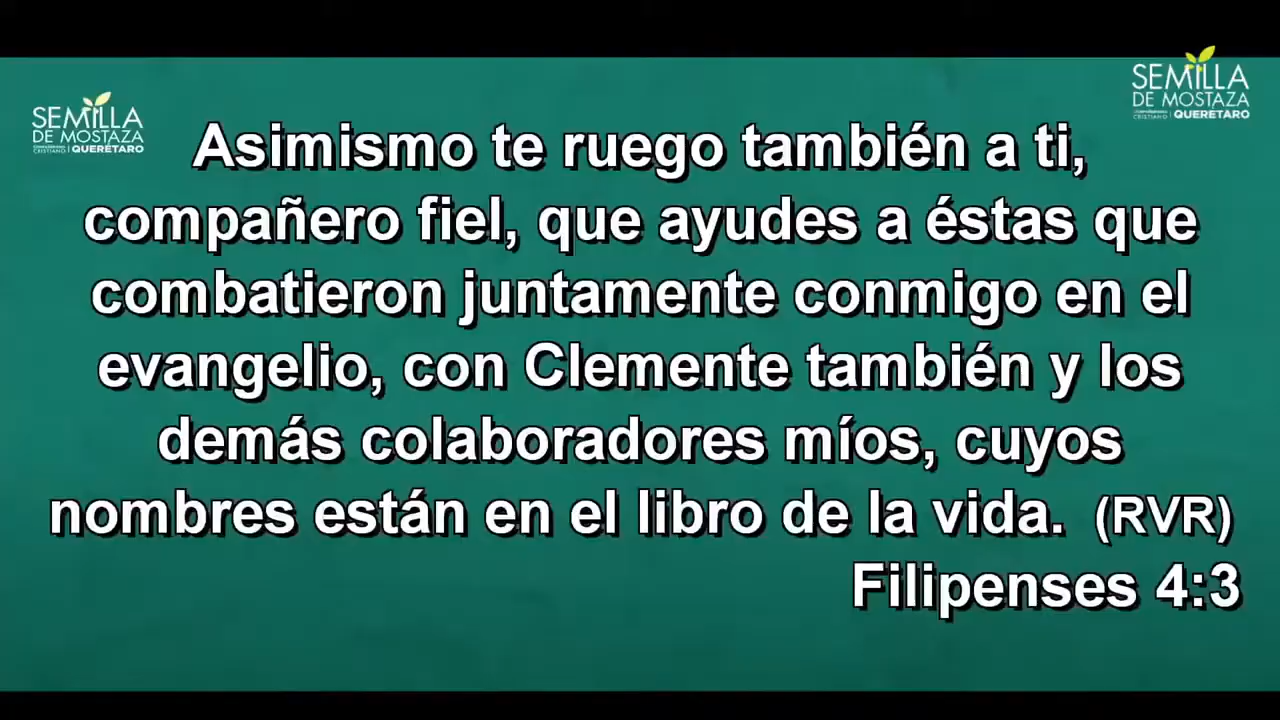 SEMILLA
DE MOSTAZA
CRISTIANO | QUERÉTARO
SEMILLA
DE MOSTAZA
CRISTIANO | QUERÉTARO
Asimismo te ruego también a ti,
compañero fiel, que ayudes a éstas que
combatieron juntamente conmigo en el
evangelio, con Clemente también y los
demás colaboradores míos, cuyos
nombres están en el libro de la vida. (RVR)
Filipenses 4:3